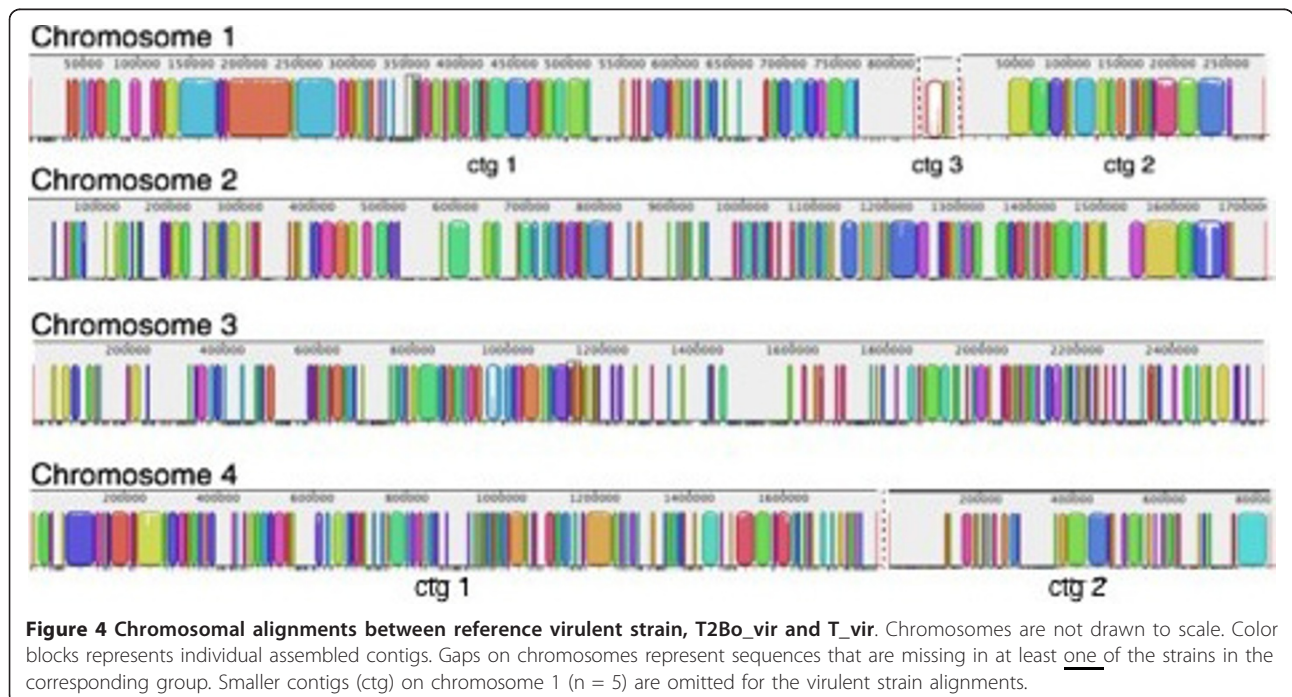 Chromosome 1
50000 100000 150000 200000 250000 300000 350000 400000 450000 500000 550000 600000 650000 700000 750000 800000 50000 100000 150000 200000 250000
ctg 1 ctg 3 ctg 2
Chromosome 2
100000 200000 300000 400000 500000 600000 700000 800000 900000 1000000 1100000 1200000 1300000 1400000 1500000 1600000 1700000
Chromosome 3
200000 400000 600000 800000 1000000 1200000 1400000 1600000 1800000 2000000 2200000 2400000
Chromosome 4
200000 400000 600000 800000 1000000 1200000 1400000 1600000 200000 400000 600000 80000
ctg 1 ctg 2
Figure 4 Chromosomal alignments between reference virulent strain, T2Bo_vir and T_vir. Chromosomes are not drawn to scale. Color
blocks represents individual assembled contigs. Gaps on chromosomes represent sequences that are missing in at least one of the strains in the
corresponding group. Smaller contigs (ctg) on chromosome 1 (n = 5) are omitted for the virulent strain alignments.